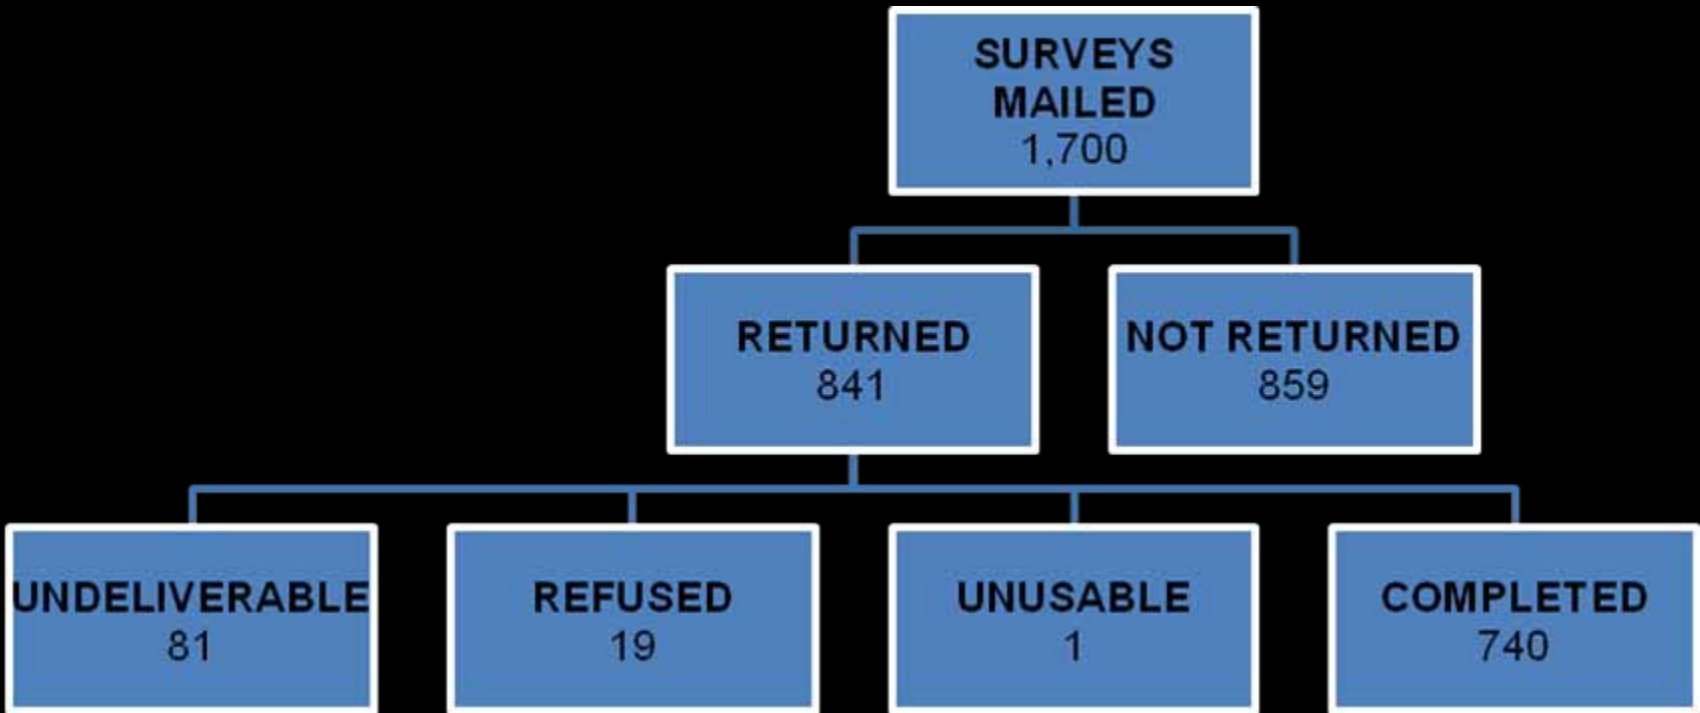 SURVEYS
MAILED
1,700
RETURNED
841
NOT RETURNED
859
UNDELIVERABLE
81
REFUSED
19
UNUSABLE
1
COMPLETED
740